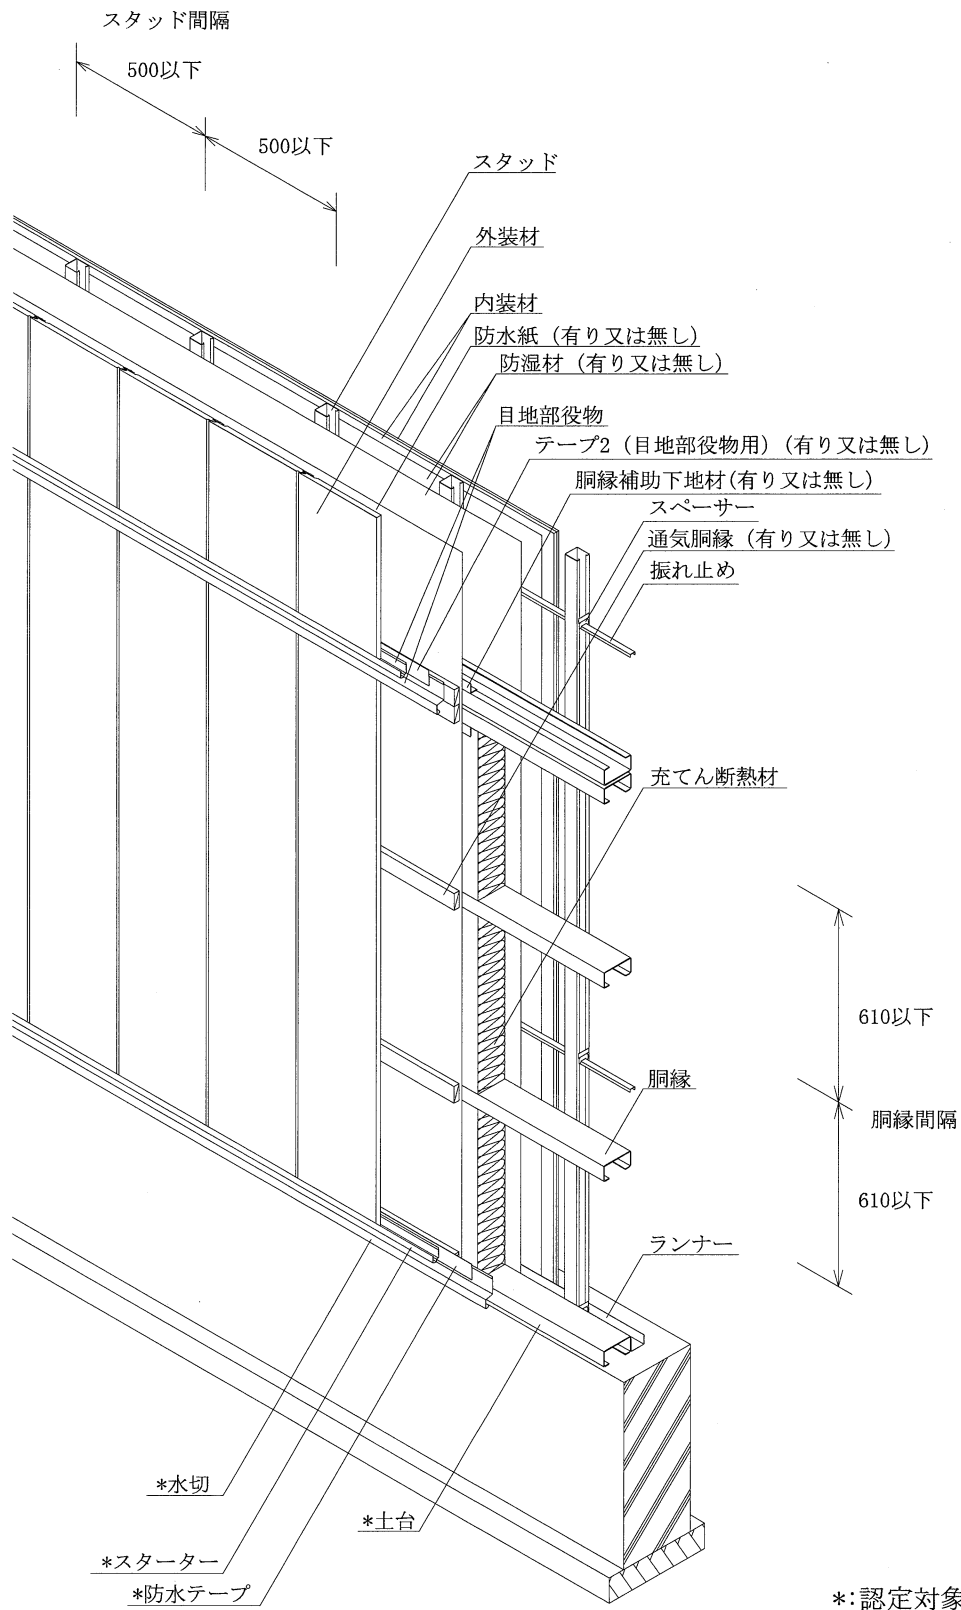 スタッド間隔
500以下
500以下
スタッド
外装材
内装材
防水紙（有り又は無し）
防湿材（有り又は無し）
目地部役物
テープ2（目地部役物用）（有り又は無し）
胴縁補助下地材(有り又は無し）
スペーサー
通気胴縁（有り又は無し）
振れ止め
充てん断熱材
610以下
胴縁
胴縁間隔
610以下
ランナー
*水切
*土台
*スターター
*防水テープ
*:認定対象